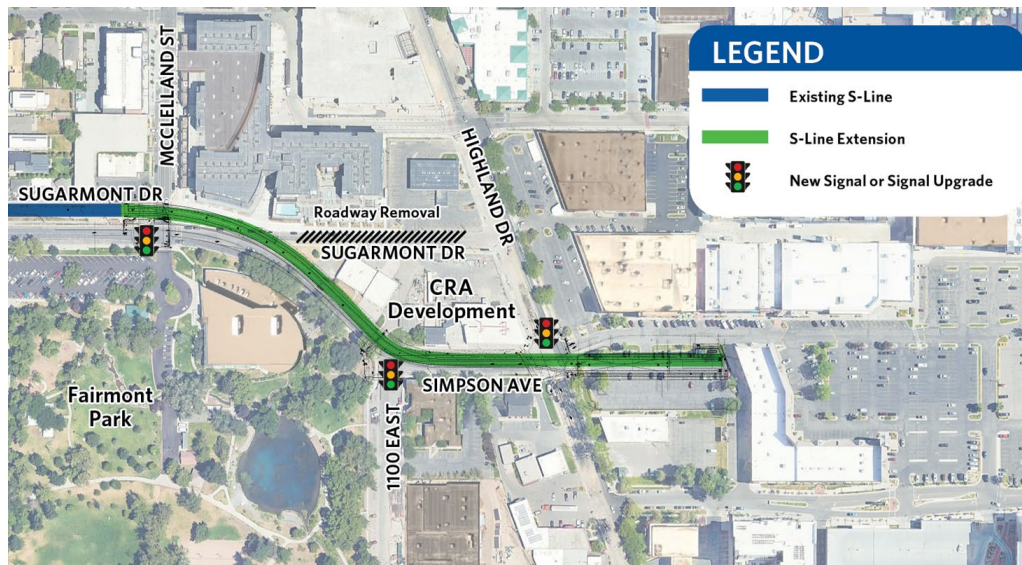 LEGEND
Existing S-Line
S-Line Extension
New Signal or Signal Upgrade
MCCLELLAND ST
HIGHLAND DR
SUGARMONT DR
Roadway Removal
SUGARMONT DR
CRA
Development
SIMPSON AVE
Fairmont
Park
1100 EAST